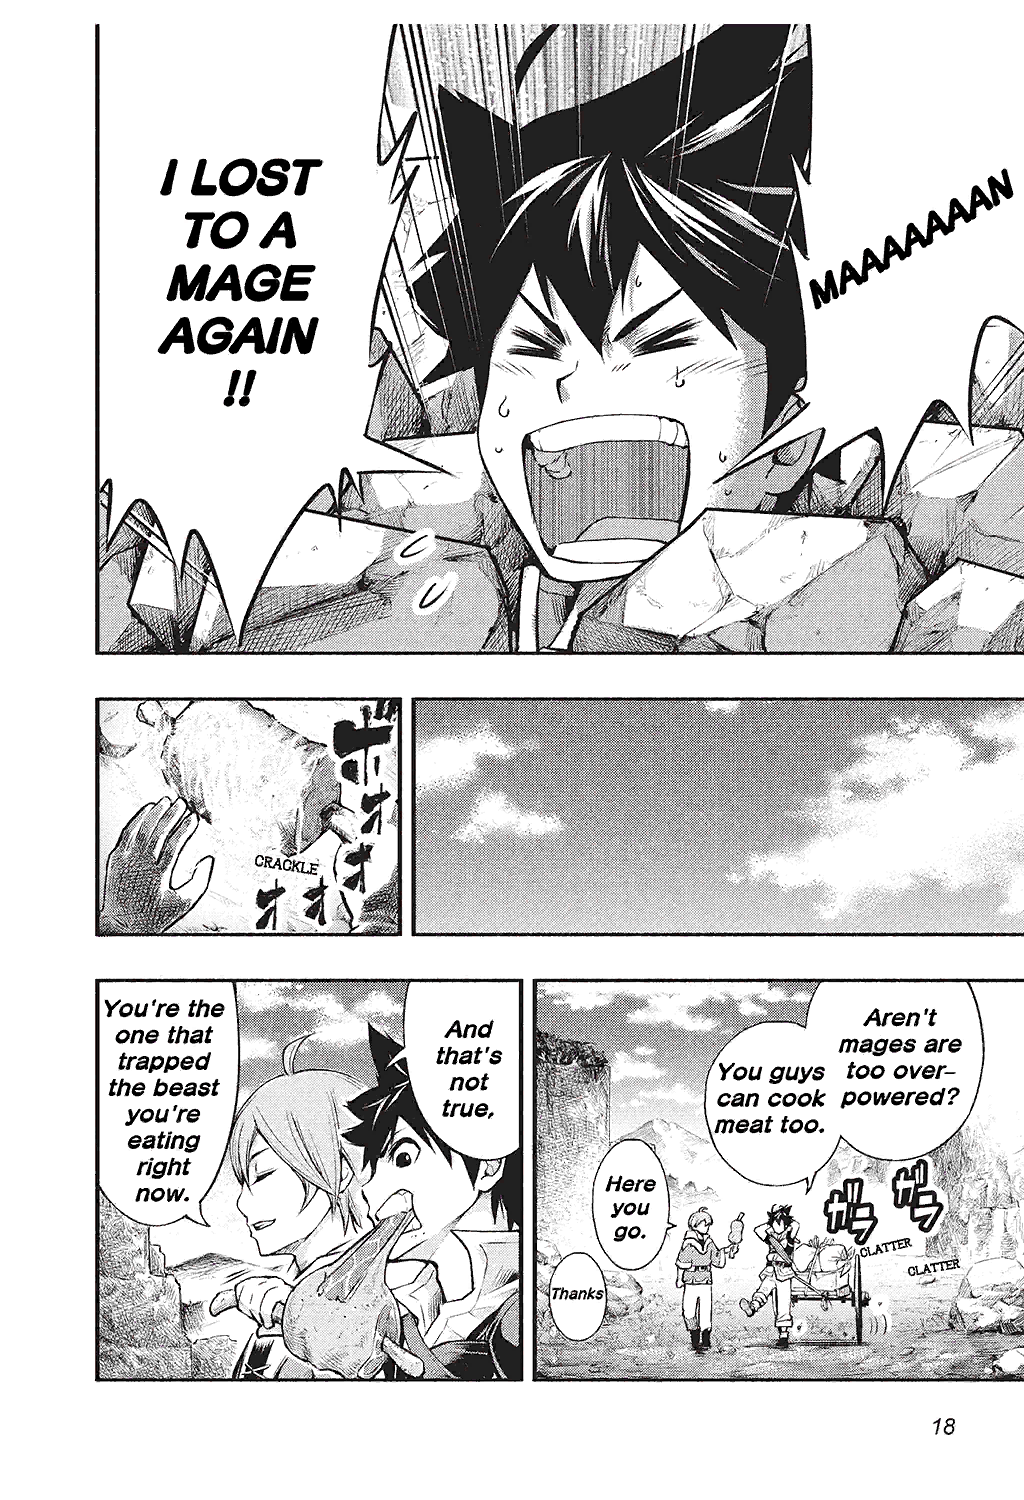 MAAAAAAAN
I LOST
TO A
MAGE
AGAIN
!!
ボ
オ
オ
オ
オ
CRACKLE
Aren't
mages are
too over-
powered?
You guys
can cook
meat too.
Here
you
go.
Thanks
ガラ
ガラ
CLATTER
CLATTER
And
that's
not
true,
You're the
one that
trapped
the beast
you're
eating
right
now.
18